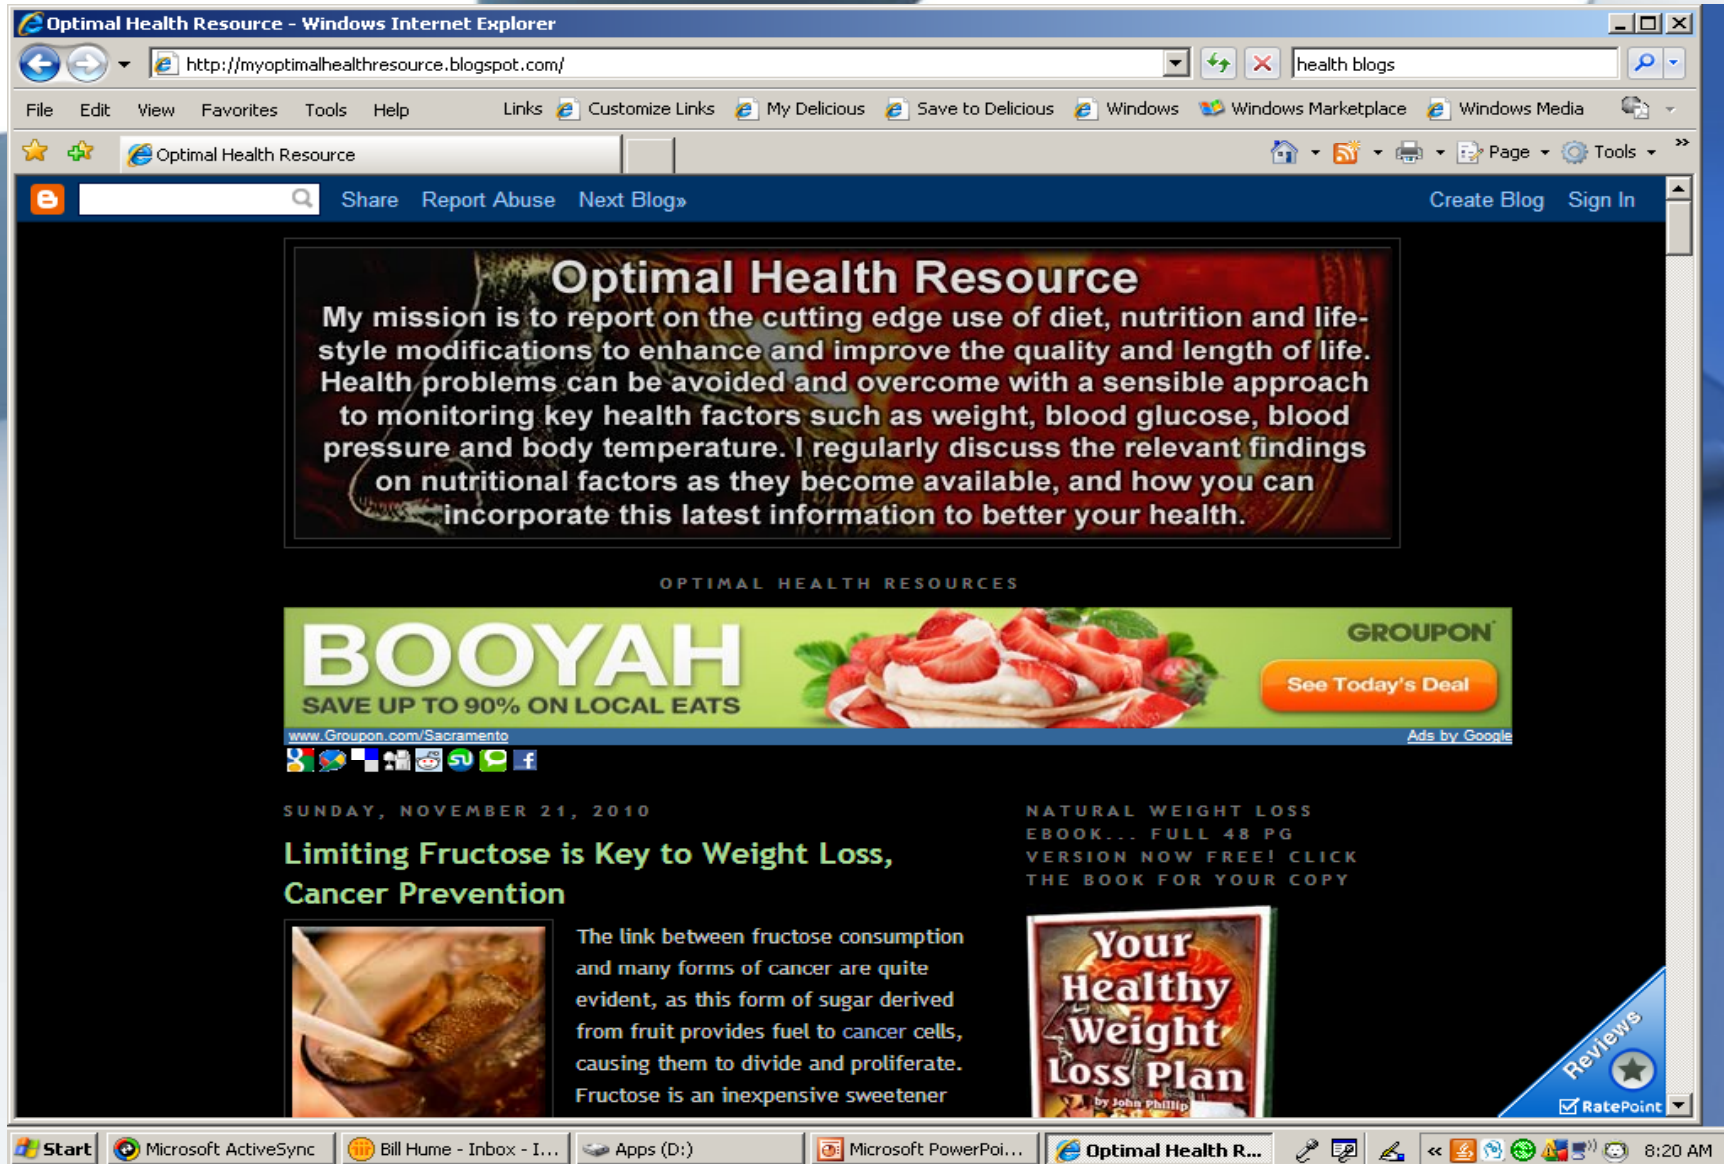 Optimal Health Resource - Windows Internet Explorer
http://myoptimalhealthresource.blogspot.com/
health blogs
File Edit View Favorites Tools Help Links Customize Links My Delicious Save to Delicious Windows Windows Marketplace Windows Media
Optimal Health Resource
Page Tools
Share Report Abuse Next Blog»
Create Blog Sign In
Optimal Health Resource
My mission is to report on the cutting edge use of diet, nutrition and life-
style modifications to enhance and improve the quality and length of life.
Health problems can be avoided and overcome with a sensible approach
to monitoring key health factors such as weight, blood glucose, blood
pressure and body temperature. I regularly discuss the relevant findings
on nutritional factors as they become available, and how you can
incorporate this latest information to better your health.
OPTIMAL HEALTH RESOURCES
BOOYAH
SAVE UP TO 90% ON LOCAL EATS
GROUPON
See Today's Deal
www.Groupon.com/Sacramento
Ads by Google
SUNDAY, NOVEMBER 21, 2010
Limiting Fructose is Key to Weight Loss,
Cancer Prevention
The link between fructose consumption
and many forms of cancer are quite
evident, as this form of sugar derived
from fruit provides fuel to cancer cells,
causing them to divide and proliferate.
Fructose is an inexpensive sweetener
NATURAL WEIGHT LOSS
EBOOK... FULL 48 PG
VERSION NOW FREE! CLICK
THE BOOK FOR YOUR COPY
Your
Healthy
Weight
Loss Plan
by John Phillip
Reviews
RatePoint
Start Microsoft ActiveSync Bill Hume - Inbox - I... Apps (D:) Microsoft PowerPoi... Optimal Health R... 8:20 AM